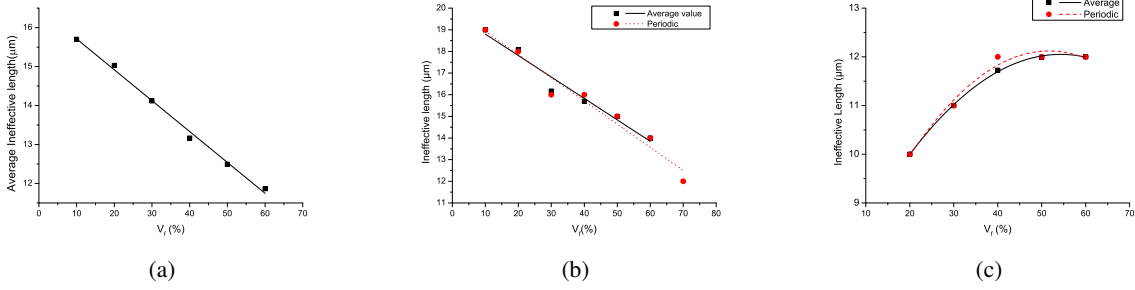 16
15
14
13
12
0 10 20 30 40 50 60 70
Average Ineffective length(μm)
V_f (%)
(a)
20
19
18
17
16
15
14
13
12
11
0 10 20 30 40 50 60 70 80
Ineffective length (μm)
V_f(%)
Average value
Periodic
(b)
13
12
11
10
9
10 20 30 40 50 60 70
Ineffective Length (μm)
V_f (%)
Average
Periodic
(c)